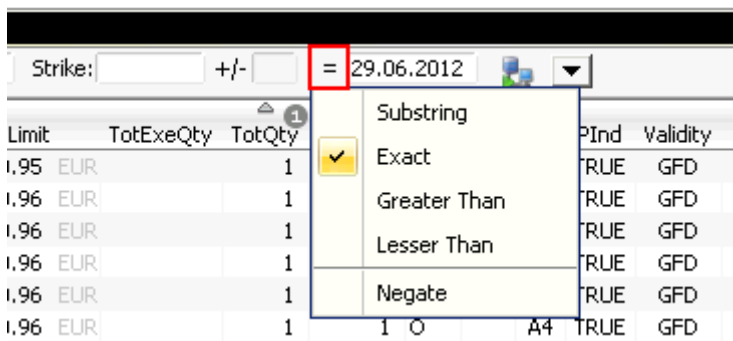 Strike: +/- = 29.06.2012
Substring
1
Limit TotExeQty TotQty PInd Validity
.95 EUR 1 Exact TRUE GFD
.96 EUR 1 Greater Than TRUE GFD
.96 EUR 1 Lesser Than TRUE GFD
.96 EUR 1 TRUE GFD
.96 EUR 1 Negate TRUE GFD
.96 EUR 1 1 O A4 TRUE GFD